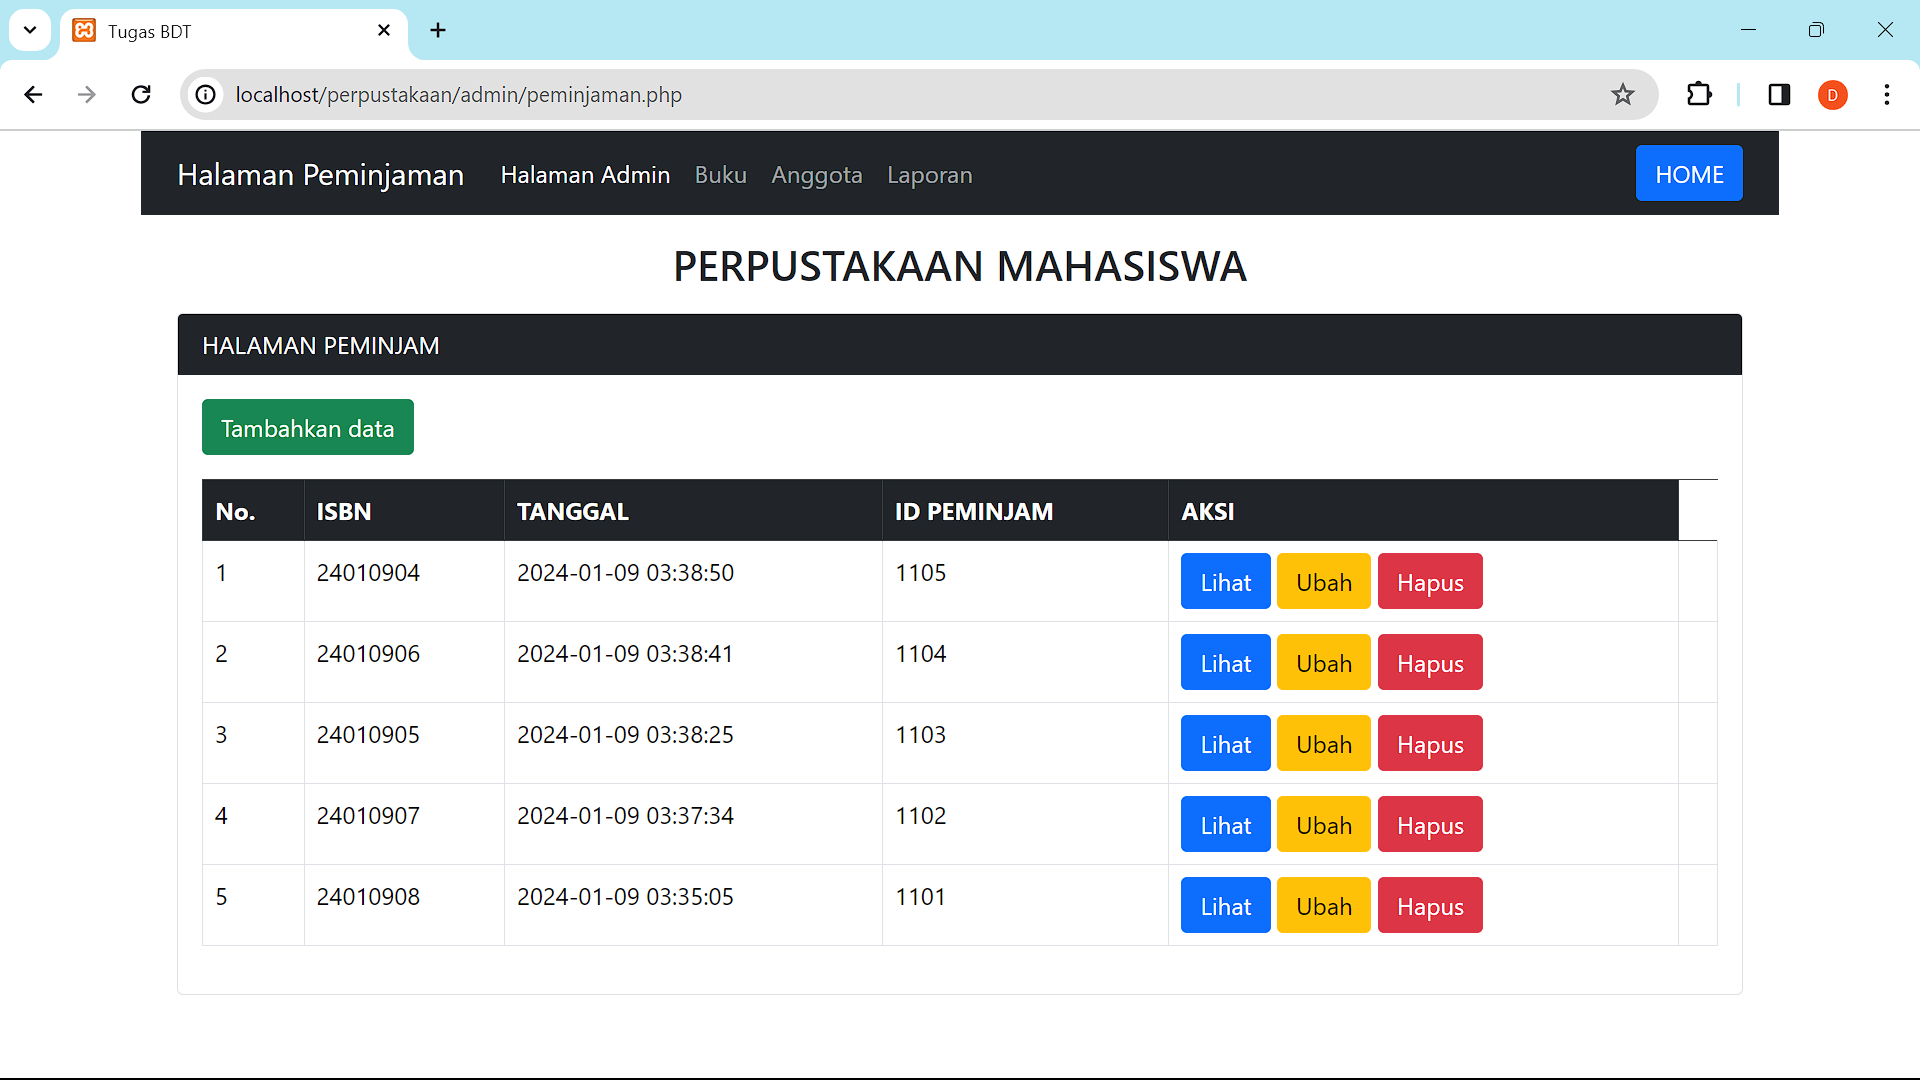 Tugas BDT
localhost/perpustakaan/admin/peminjaman.php
D
Halaman Peminjaman Halaman Admin Buku Anggota Laporan HOME
PERPUSTAKAAN MAHASISWA
HALAMAN PEMINJAM
Tambahkan data
No. ISBN TANGGAL ID PEMINJAM AKSI
1 24010904 2024-01-09 03:38:50 1105 Lihat Ubah Hapus
2 24010906 2024-01-09 03:38:41 1104 Lihat Ubah Hapus
3 24010905 2024-01-09 03:38:25 1103 Lihat Ubah Hapus
4 24010907 2024-01-09 03:37:34 1102 Lihat Ubah Hapus
5 24010908 2024-01-09 03:35:05 1101 Lihat Ubah Hapus